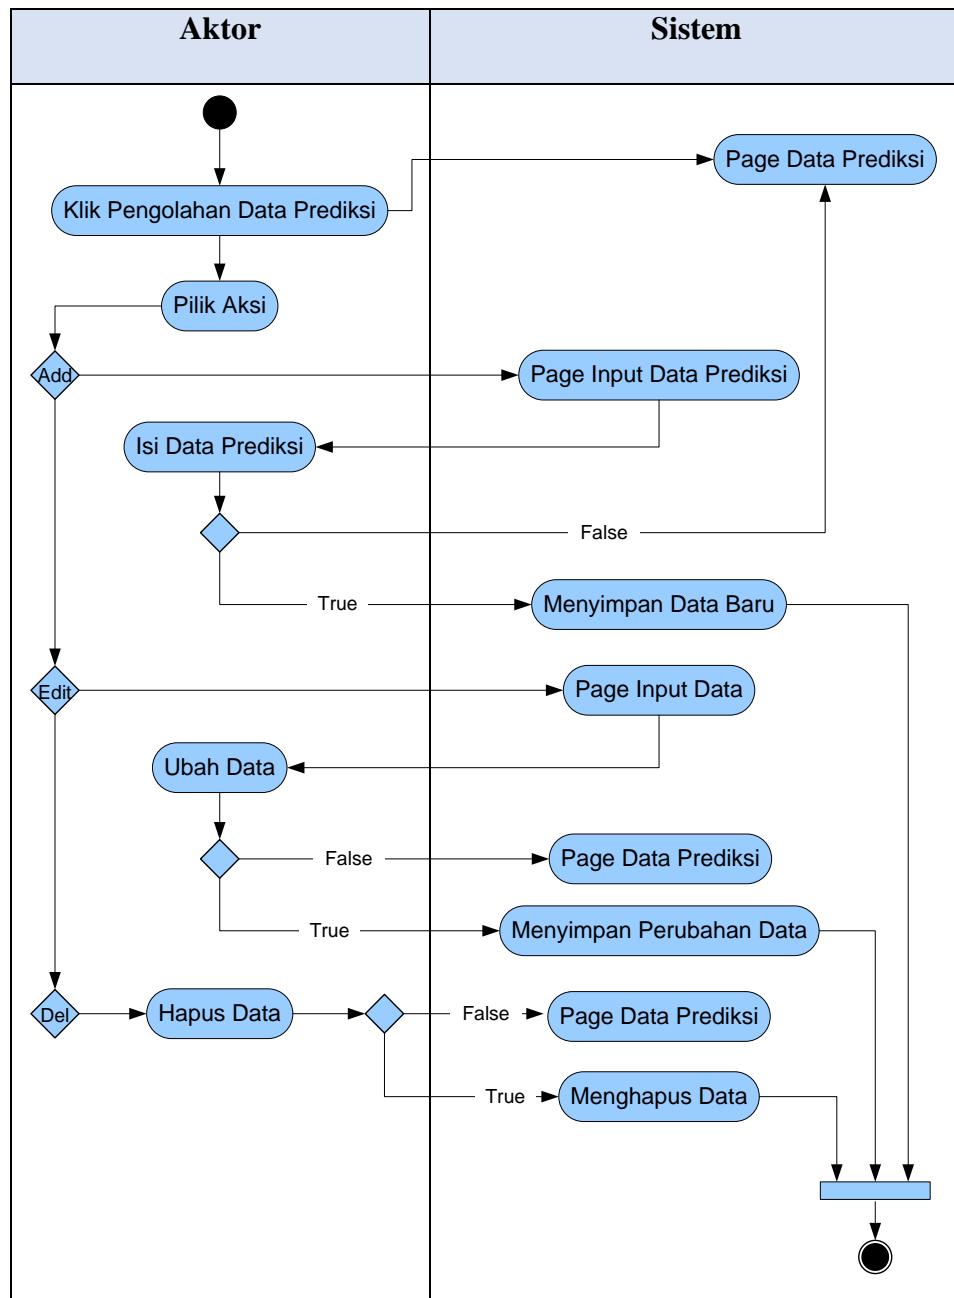 Aktor
Sistem
Page Data Prediksi
Klik Pengolahan Data Prediksi
Pilik Aksi
Add
Page Input Data Prediksi
Isi Data Prediksi
False
True
Menyimpan Data Baru
Edit
Page Input Data
Ubah Data
False
Page Data Prediksi
True
Menyimpan Perubahan Data
Del
Hapus Data
False
Page Data Prediksi
True
Menghapus Data